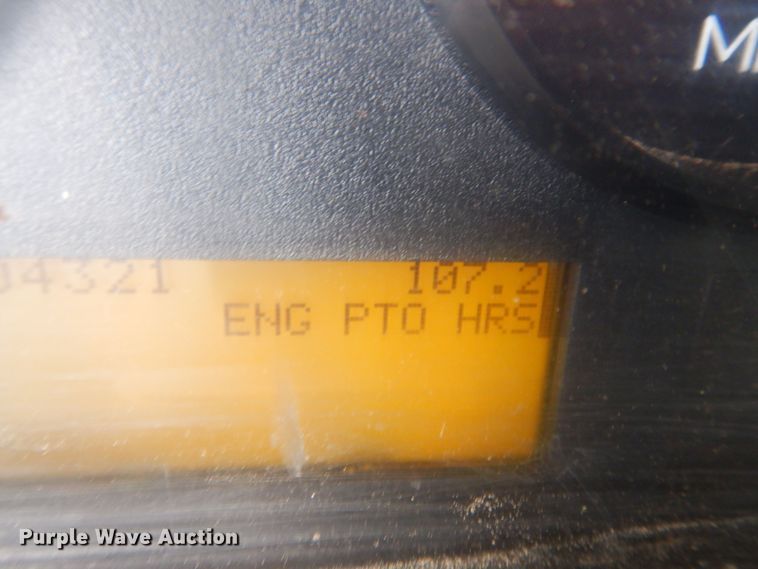 M
04321 107.2
ENG PTO HRS
Purple Wave Auction